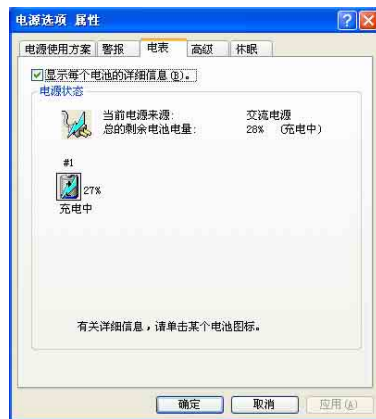 电源选项 属性
电源使用方案 警报 电表 高级 休眠
显示每个电池的详细信息(B)。
电源状态
当前电源来源: 交流电源
总的剩余电池电量: 28% (充电中)
#1
27%
充电中
有关详细信息，请单击某个电池图标。
确定 取消 应用(A)